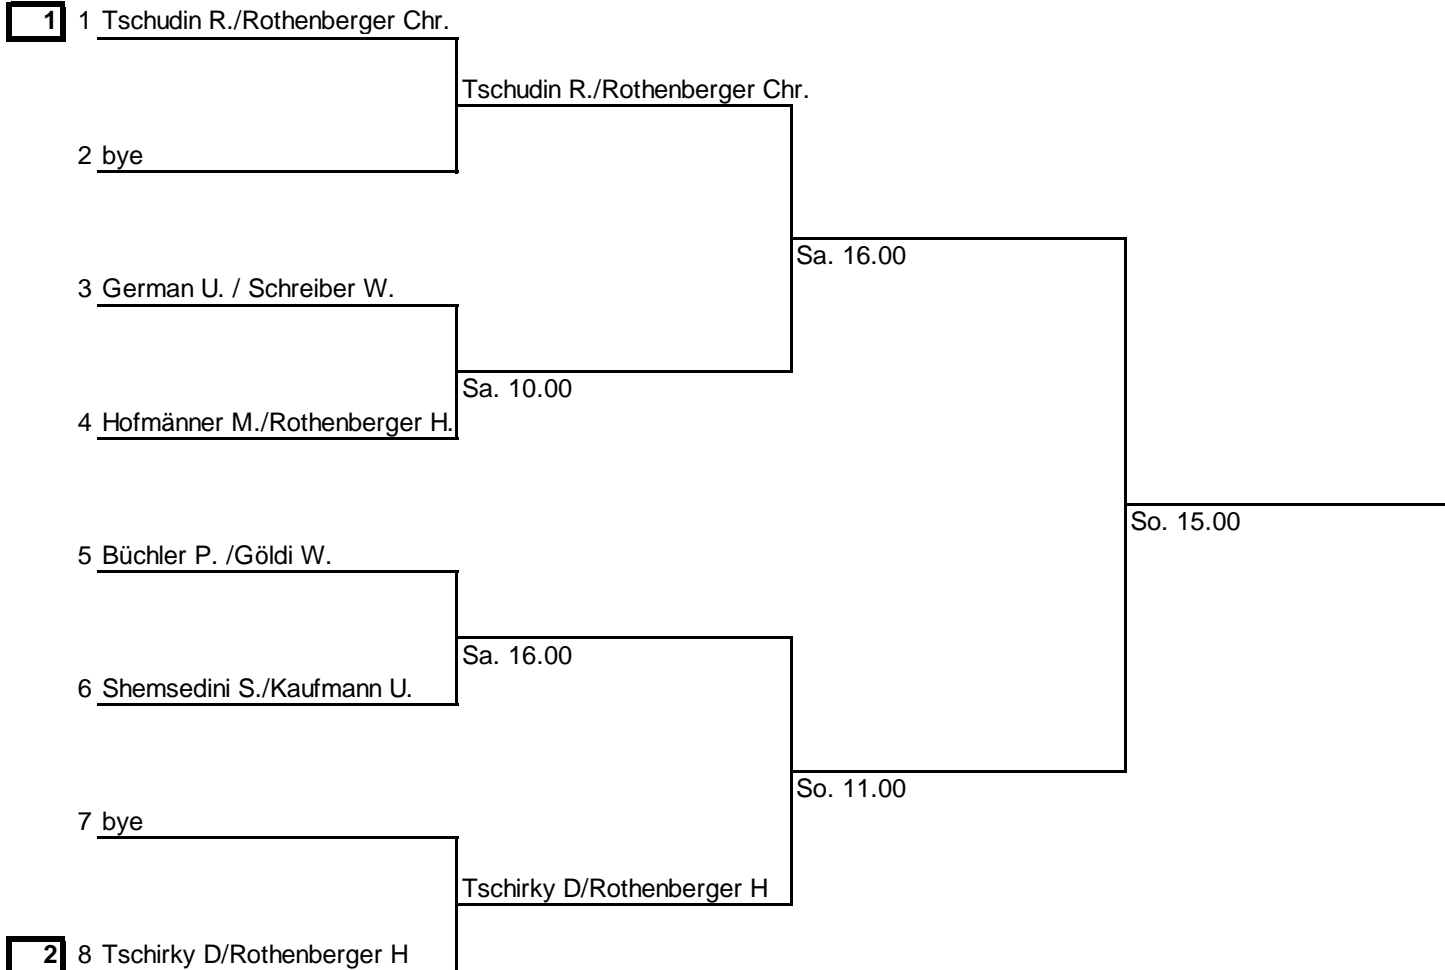 1 1 Tschudin R./Rothenberger Chr.
Tschudin R./Rothenberger Chr.
2 bye
Sa. 16.00
3 German U. / Schreiber W.
Sa. 10.00
4 Hofmänner M./Rothenberger H.
So. 15.00
5 Büchler P. /Göldi W.
Sa. 16.00
6 Shemsedini S./Kaufmann U.
So. 11.00
7 bye
Tschirky D/Rothenberger H
2 8 Tschirky D/Rothenberger H